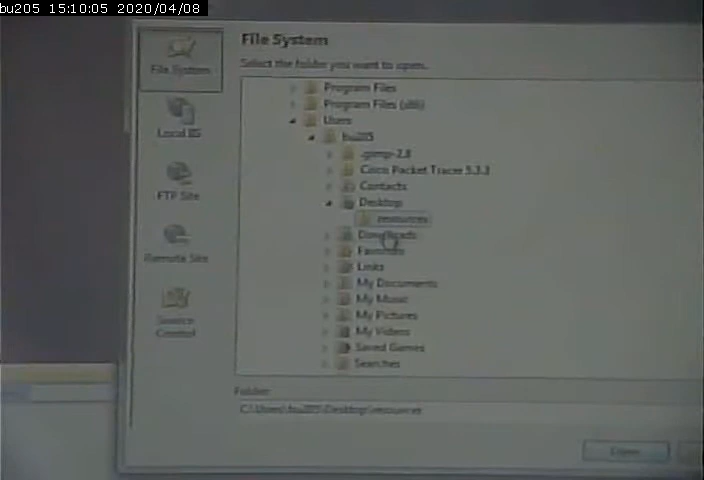 bu205 15:10:05 2020/04/08
File System
Select the folder you want to open.
File System
Local IIS
FTP Site
Remote Site
Source Control
Program Files
Program Files (x86)
Users
bu205
.gimp-2.8
Cisco Packet Tracer 5.3.3
Contacts
Desktop
resources
Downloads
Favorites
Links
My Documents
My Music
My Pictures
My Videos
Saved Games
Searches
Folder:
C:\Users\bu205\Desktop\resources
Open